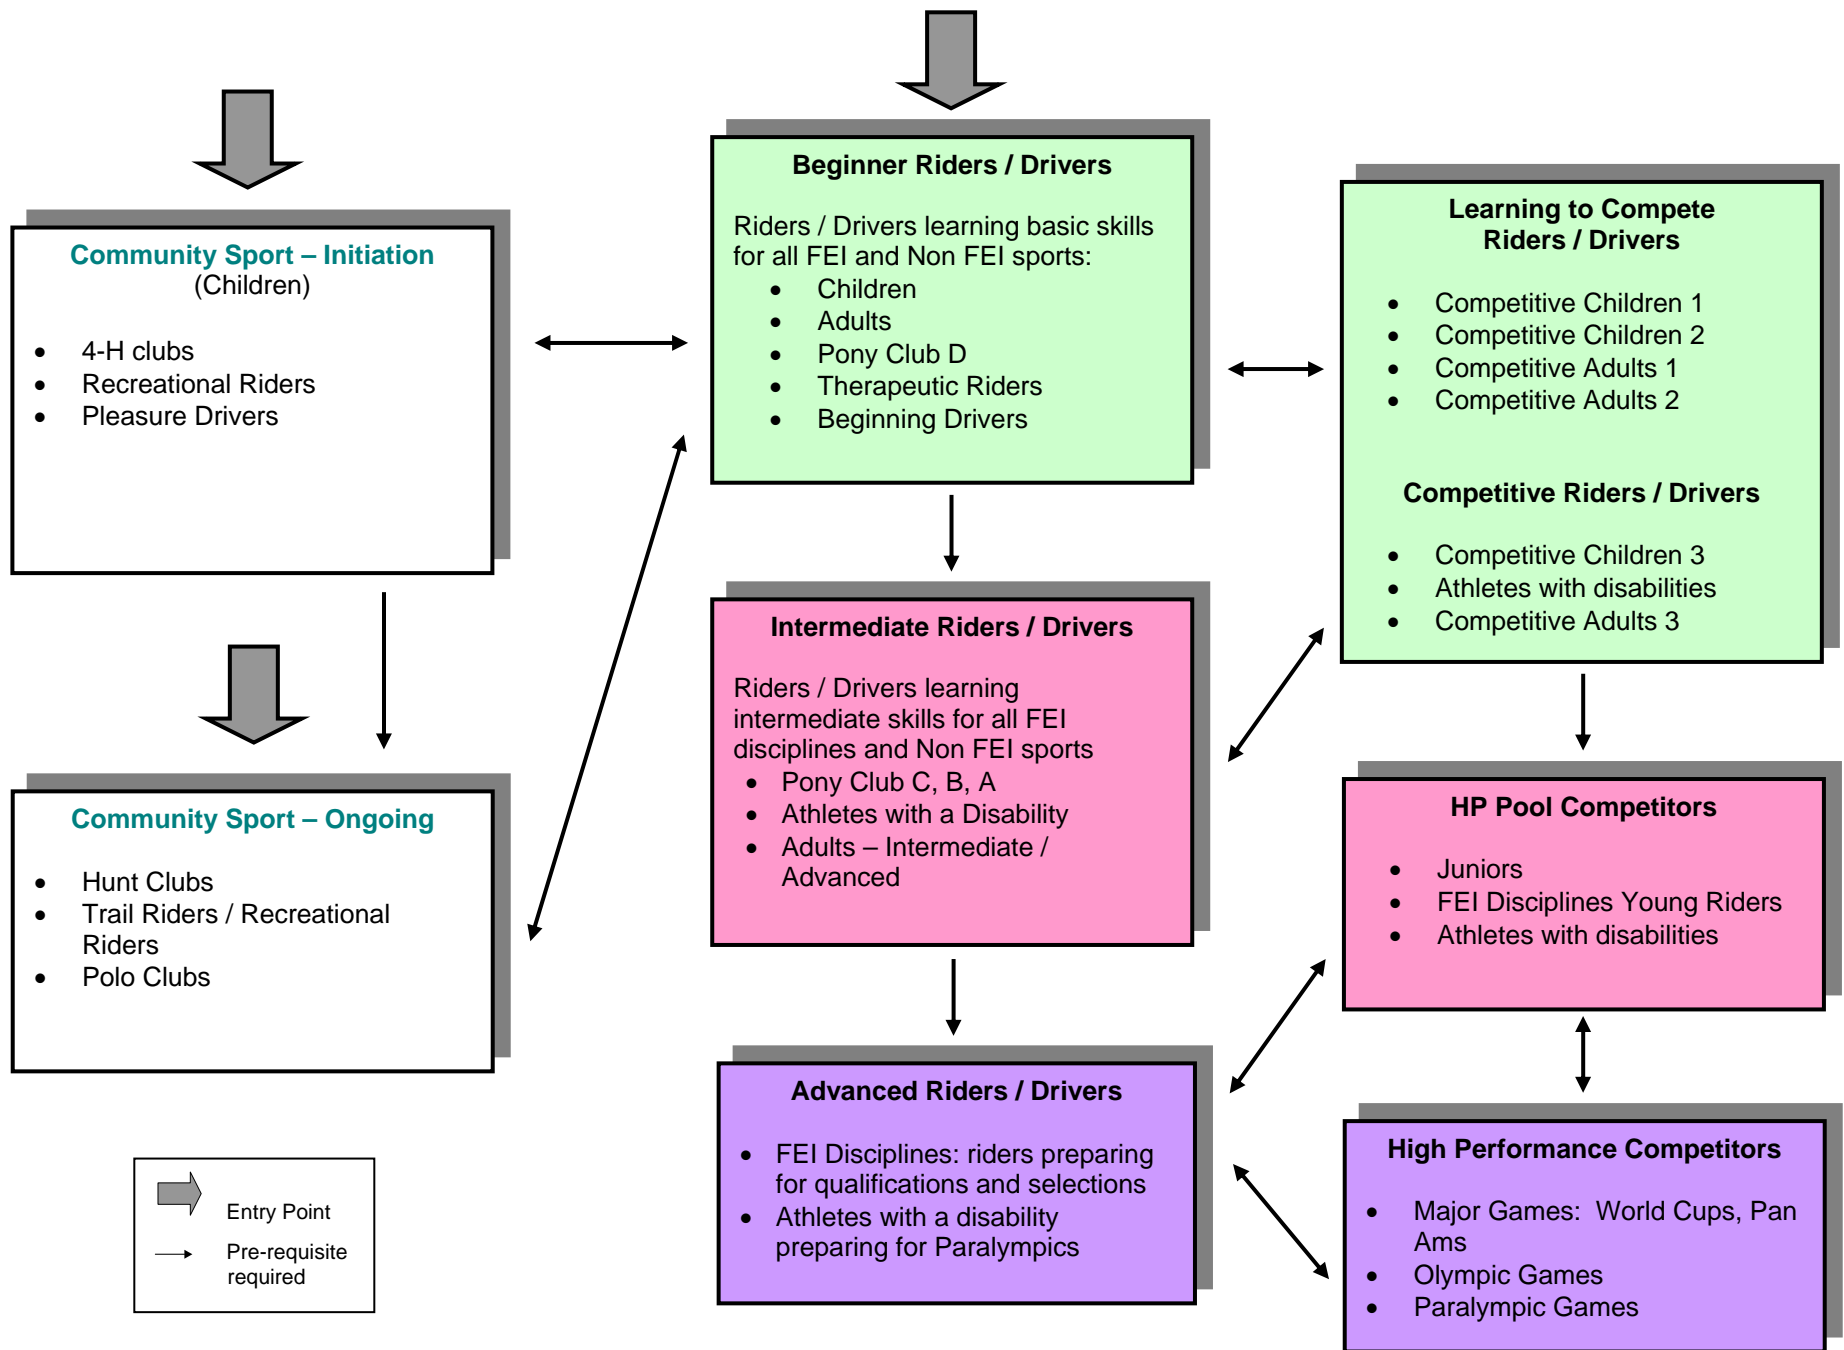 Community Sport – Initiation
(Children)
• 4-H clubs
• Recreational Riders
• Pleasure Drivers
Community Sport – Ongoing
• Hunt Clubs
• Trail Riders / Recreational
Riders
• Polo Clubs
Entry Point
Pre-requisite
required
Beginner Riders / Drivers
Riders / Drivers learning basic skills
for all FEI and Non FEI sports:
• Children
• Adults
• Pony Club D
• Therapeutic Riders
• Beginning Drivers
Intermediate Riders / Drivers
Riders / Drivers learning
intermediate skills for all FEI
disciplines and Non FEI sports
• Pony Club C, B, A
• Athletes with a Disability
• Adults – Intermediate /
Advanced
Advanced Riders / Drivers
• FEI Disciplines: riders preparing
for qualifications and selections
• Athletes with a disability
preparing for Paralympics
Learning to Compete
Riders / Drivers
• Competitive Children 1
• Competitive Children 2
• Competitive Adults 1
• Competitive Adults 2
Competitive Riders / Drivers
• Competitive Children 3
• Athletes with disabilities
• Competitive Adults 3
HP Pool Competitors
• Juniors
• FEI Disciplines Young Riders
• Athletes with disabilities
High Performance Competitors
• Major Games: World Cups, Pan
Ams
• Olympic Games
• Paralympic Games